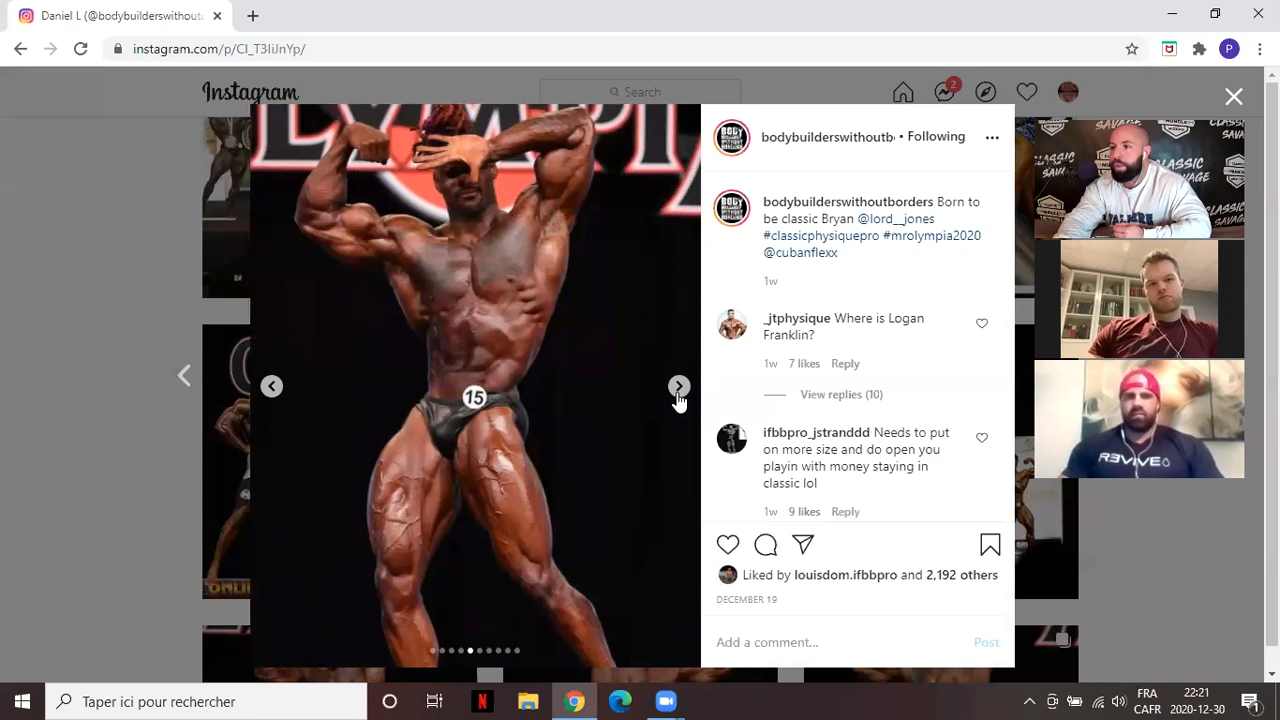 Daniel L (@bodybuilderswithout
instagram.com/p/CI_T3IiJnYp/
P
Instagram
Search
2
bodybuilderswithoutb • Following
bodybuilderswithoutborders Born to
be classic Bryan @lord__jones
#classicphysiquepro #mrolympia2020
@cubanflexx
1w
_jtphysique Where is Logan
Franklin?
1w 7 likes Reply
View replies (10)
ifbbpro_jstranddd Needs to put
on more size and do open you
playin with money staying in
classic lol
1w 9 likes Reply
Liked by louisdom.ifbbpro and 2,192 others
DECEMBER 19
Add a comment... Post
15
CLASSIC
SAVAGE
REVIVE
Taper ici pour rechercher
FRA
CAFR
22:21
2020-12-30
1